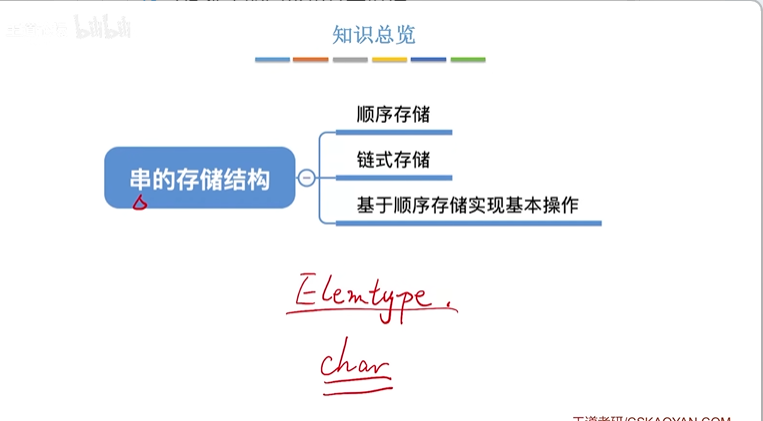 bilibili
知识总览
顺序存储
链式存储
串的存储结构
基于顺序存储实现基本操作
Elemtype.
char
王道考研/CSKAOYAN.COM